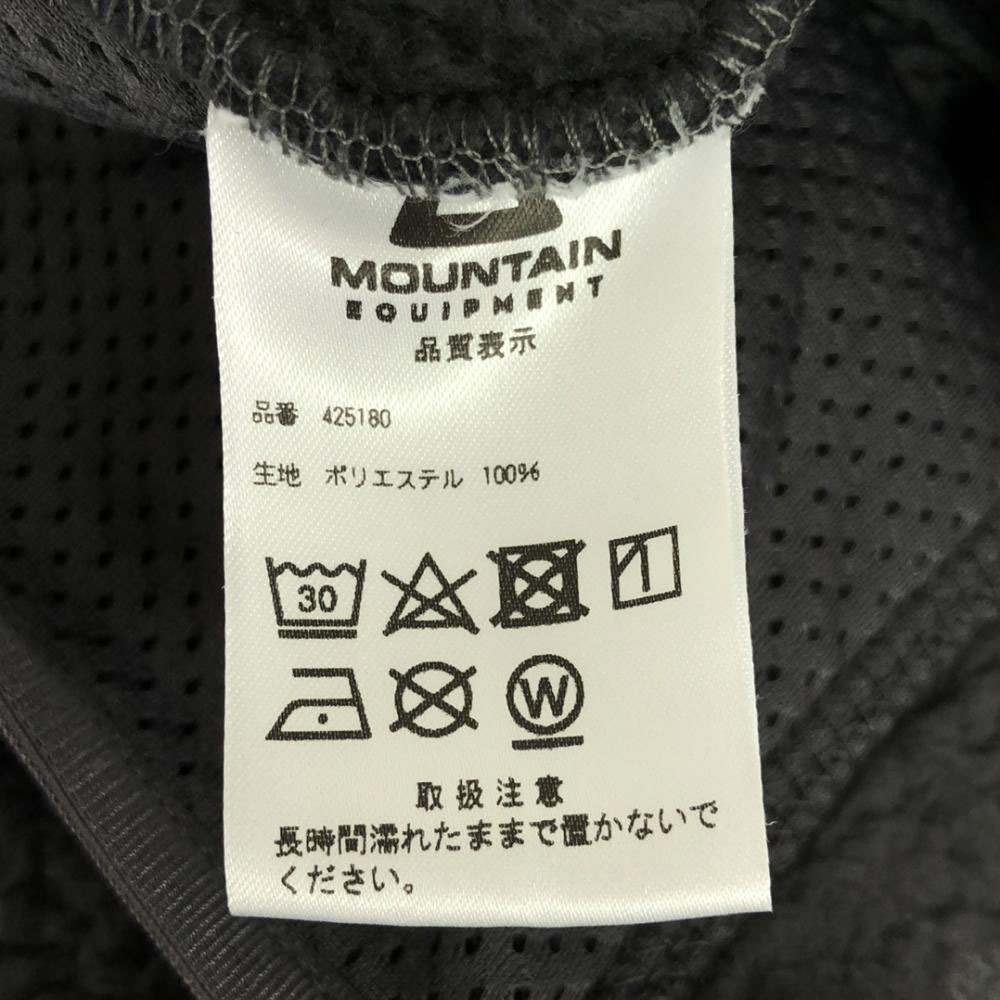 MOUNTAIN
EQUIPMENT
品質表示
品番 425180
生地 ポリエステル 100%
30
W
取扱注意
長時間濡れたままで置かないで
ください。